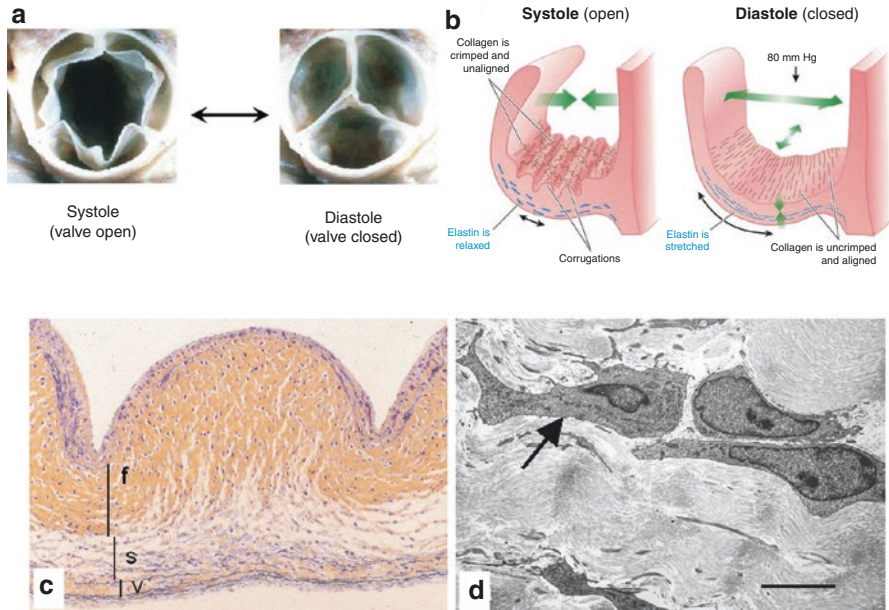 a
Systole
(valve open)
Diastole
(valve closed)
b
Systole (open)
Diastole (closed)
Collagen is
crimped and
unaligned
80 mm Hg
Elastin is
relaxed
Corrugations
Elastin is
stretched
Collagen is uncrimped
and aligned
f
s
v
c
d